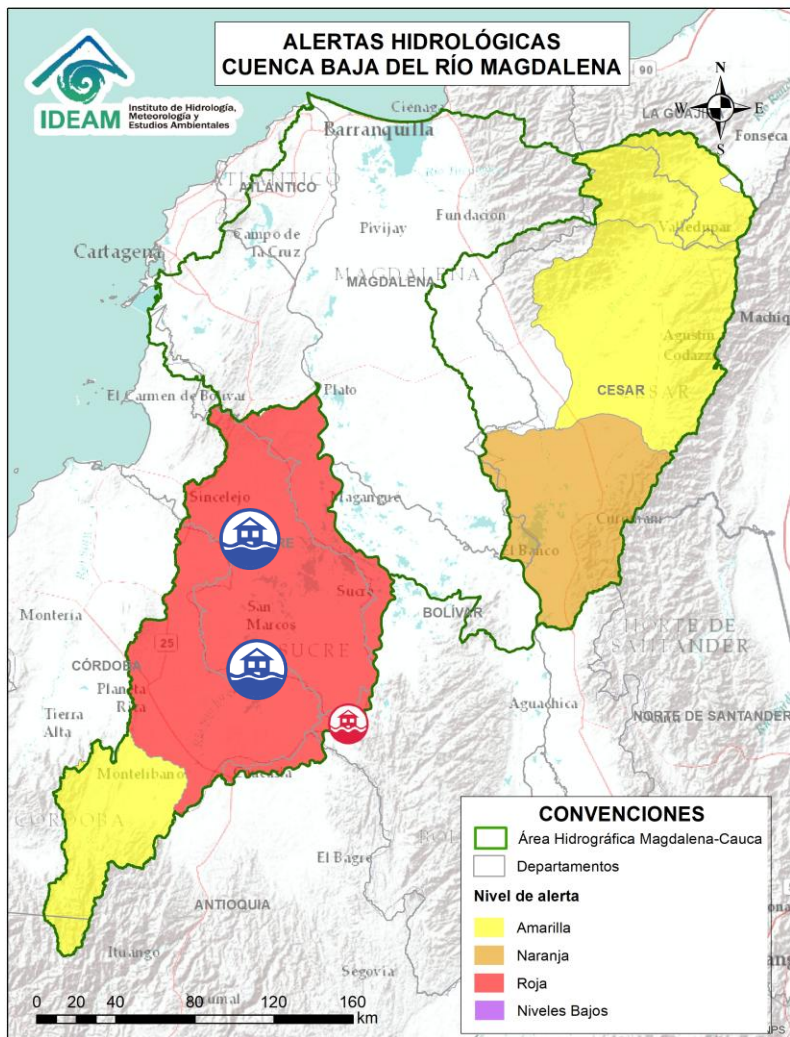 ALERTAS HIDROLÓGICAS
CUENCA BAJA DEL RÍO MAGDALENA
IDEAM
Instituto de Hidrología,
Meteorología y
Estudios Ambientales
N
W
E
S
90
Ciénaga
LA GUAJIRA
Fonseca
Barranquilla
ATLANTICO
ATLÁNTICO
Pivijay
Fundación
Valledupar
Campo de
la Cruz
Cartagena
MAGDALENA
MAGDALENA
Machiq
Agustín
Codazzi
CESAR
El Carmen de Bolívar
Plato
Sincelejo
Magangue
Curumaní
El Banco
Sucre
San
Marcos
SUCRE
BOLÍVAR
Montería
NORTE DE
SANTANDER
CÓRDOBA
25
Planeta
Rica
Tierra
Alta
Aguachica
NORTE DE SANTANDER
Montelíbano
CÓRDOBA
El Bagre
ANTIOQUIA
Ituango
Segovia
CONVENCIONES
Área Hidrográfica Magdalena-Cauca
Departamentos
Nivel de alerta
Amarilla
Naranja
Roja
Niveles Bajos
0 20 40 80 120 160
km